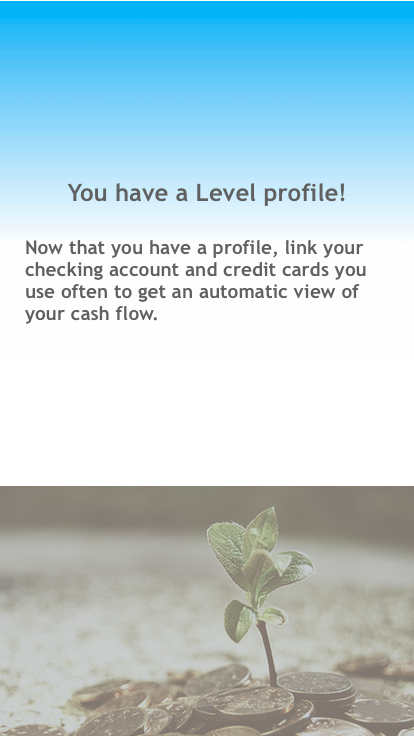 You have a Level profile!
Now that you have a profile, link your
checking account and credit cards you
use often to get an automatic view of
your cash flow.